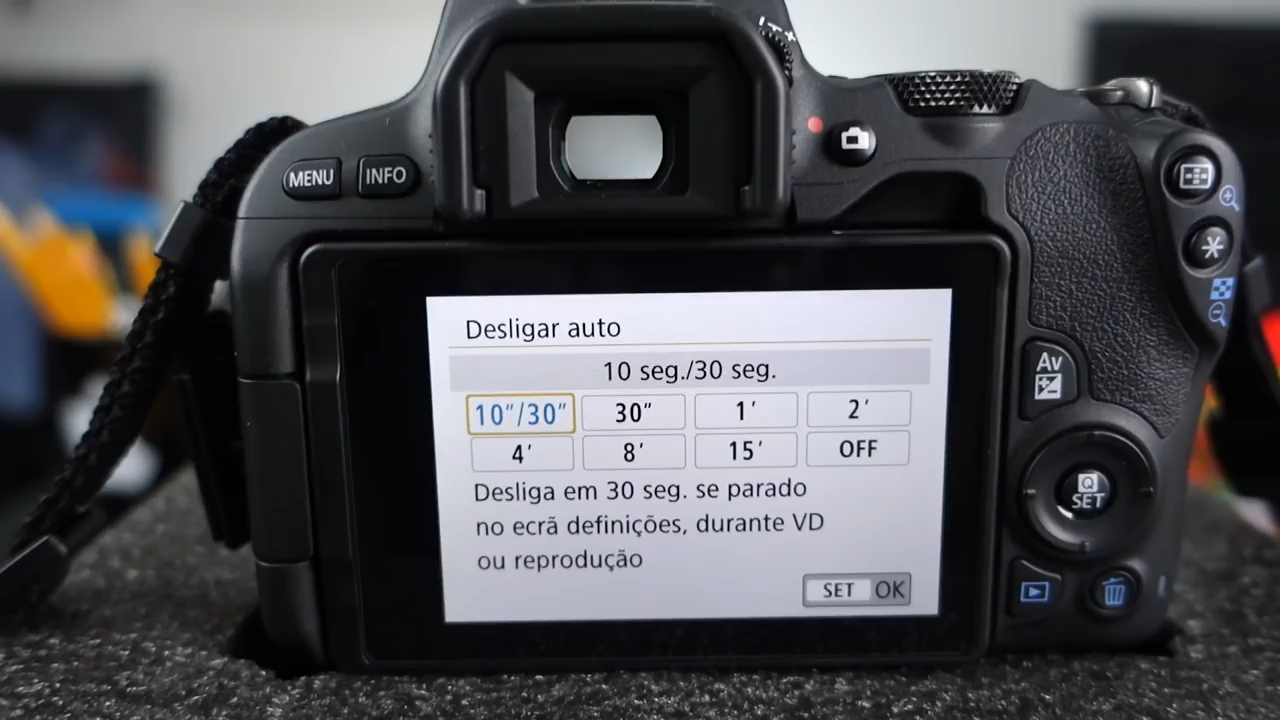 MENU INFO
Desligar auto
10 seg./30 seg.
10"/30" 30" 1' 2'
4' 8' 15' OFF
Desliga em 30 seg. se parado
no ecrã definições, durante VD
ou reprodução
SET OK
Av
Q
SET